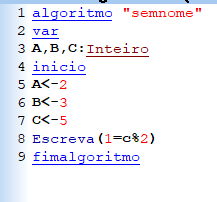 1 algoritmo "semnome"
2 var
3 A,B,C:Inteiro
4 inicio
5 A<-2
6 B<-3
7 C<-5
8 Escreva(1=c%2)
9 fimalgoritmo